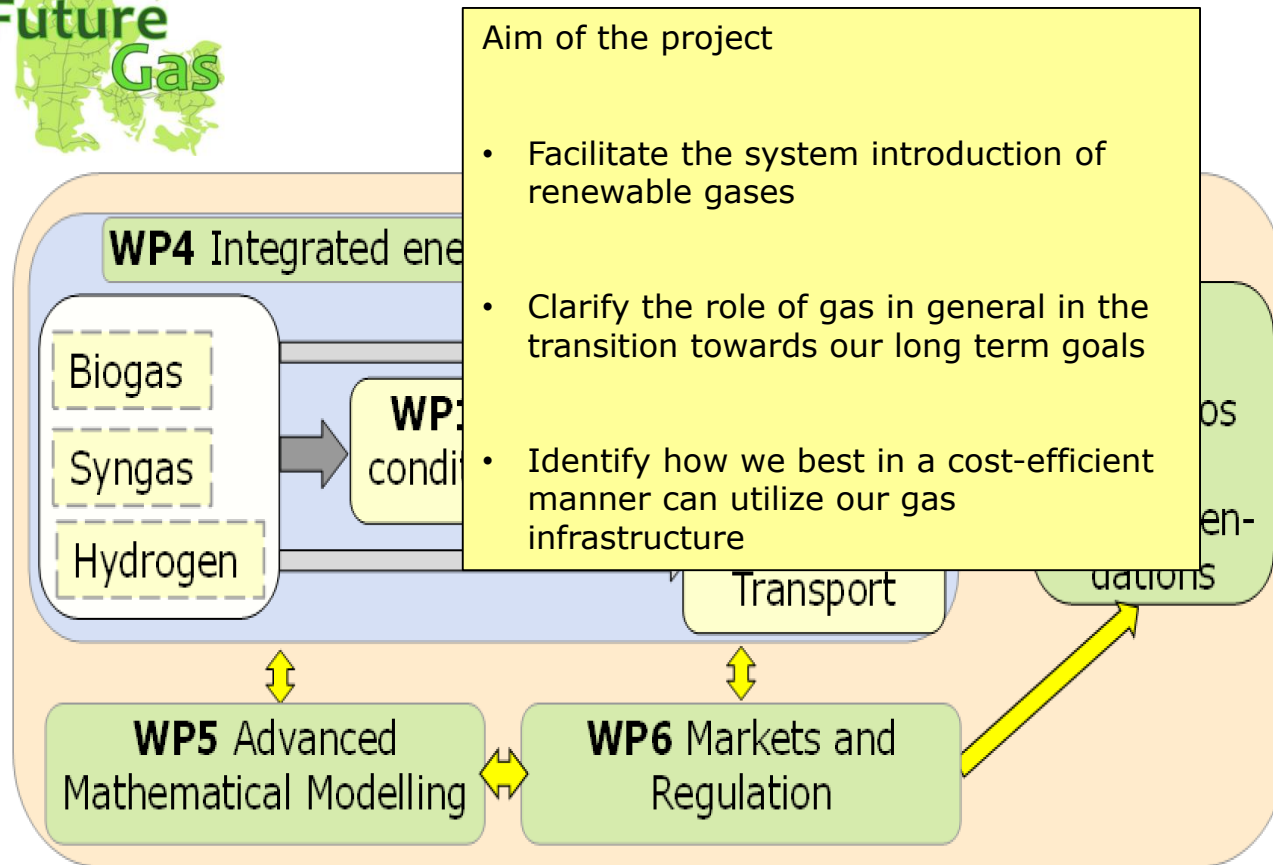 Future
Gas
Aim of the project
• Facilitate the system introduction of
renewable gases
• Clarify the role of gas in general in the
transition towards our long term goals
• Identify how we best in a cost-efficient
manner can utilize our gas
infrastructure
WP4 Integrated ene
Biogas
Syngas
Hydrogen
condit
Transport
os
en-
dations
WP5 Advanced
Mathematical Modelling
WP6 Markets and
Regulation